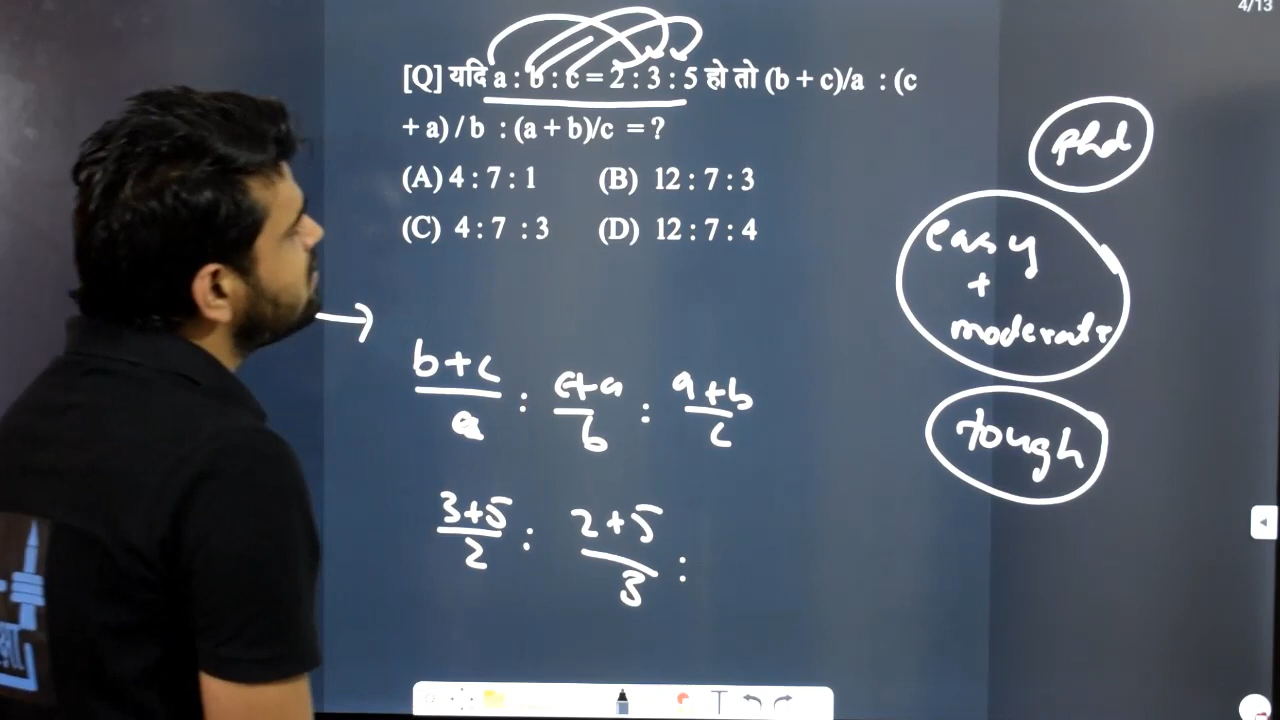 4/13
[Q] यदि a : b : c = 2 : 3 : 5 हो तो (b + c)/a : (c
+ a) / b : (a + b)/c = ?
(A) 4 : 7 : 1 (B) 12 : 7 : 3
(C) 4 : 7 : 3 (D) 12 : 7 : 4
Phd
easy
+
moderate
tough
b+c/a : c+a/b : a+b/c
3+5/2 : 2+5/3 :
T